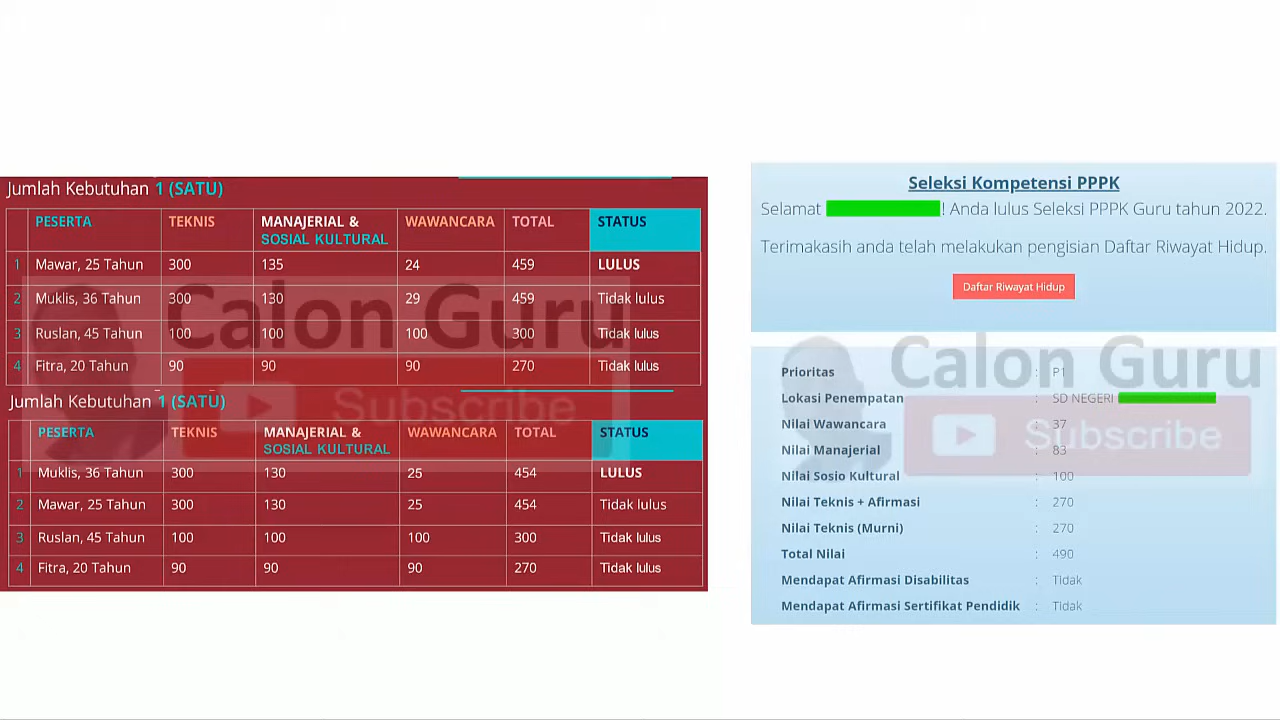 Jumlah Kebutuhan 1 (SATU)
PESERTA TEKNIS MANAJERIAL & SOSIAL KULTURAL WAWANCARA TOTAL STATUS
1 Mawar, 25 Tahun 300 135 24 459 LULUS
2 Muklis, 36 Tahun 300 130 29 459 Tidak lulus
3 Ruslan, 45 Tahun 100 100 100 300 Tidak lulus
4 Fitra, 20 Tahun 90 90 90 270 Tidak lulus
Calon Guru
Subscribe
Jumlah Kebutuhan 1 (SATU)
PESERTA TEKNIS MANAJERIAL & SOSIAL KULTURAL WAWANCARA TOTAL STATUS
1 Muklis, 36 Tahun 300 130 25 454 LULUS
2 Mawar, 25 Tahun 300 130 25 454 Tidak lulus
3 Ruslan, 45 Tahun 100 100 100 300 Tidak lulus
4 Fitra, 20 Tahun 90 90 90 270 Tidak lulus
Seleksi Kompetensi PPPK
Selamat ! Anda lulus Seleksi PPPK Guru tahun 2022.
Terimakasih anda telah melakukan pengisian Daftar Riwayat Hidup.
Daftar Riwayat Hidup
Calon Guru
Subscribe
Prioritas : P1
Lokasi Penempatan : SD NEGERI
Nilai Wawancara : 37
Nilai Manajerial : 83
Nilai Sosio Kultural : 100
Nilai Teknis + Afirmasi : 270
Nilai Teknis (Murni) : 270
Total Nilai : 490
Mendapat Afirmasi Disabilitas : Tidak
Mendapat Afirmasi Sertifikat Pendidik : Tidak